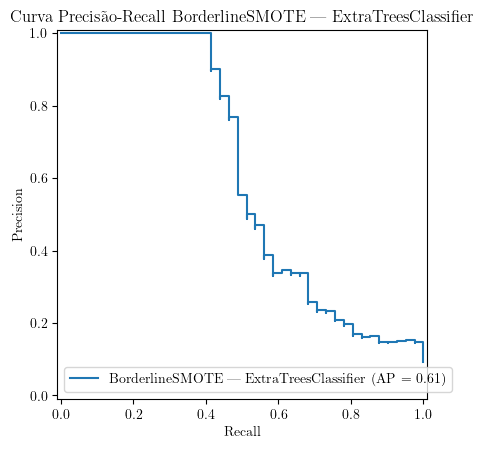 Curva Precisão-Recall BorderlineSMOTE — ExtraTreesClassifier
1.0
0.8
0.6
0.4
0.2
0.0
Precision
BorderlineSMOTE — ExtraTreesClassifier (AP = 0.61)
0.0 0.2 0.4 0.6 0.8 1.0
Recall